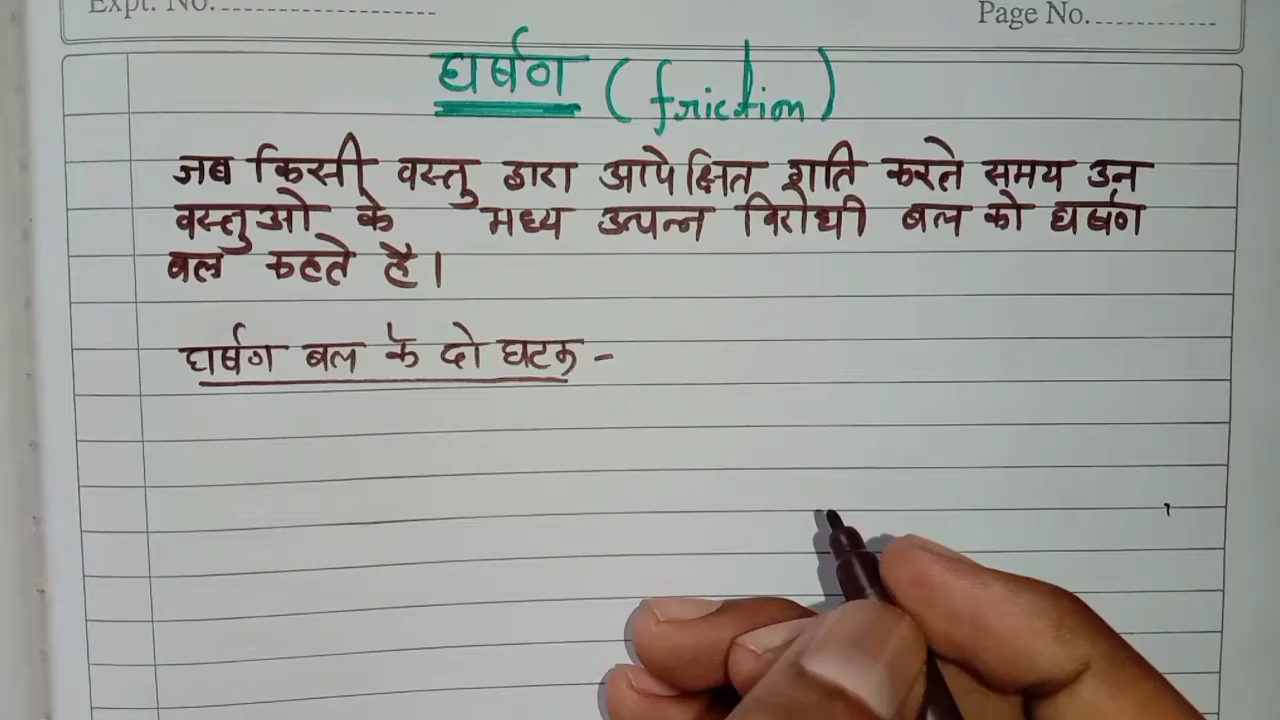 Expt. No.
Page No.
घर्षण (friction)
जब किसी वस्तु द्वारा आपेक्षित गति करते समय उन
वस्तुओ के मध्य उत्पन्न विरोधी बल को घर्षण
बल कहते है।
घर्षण बल के दो घटक -